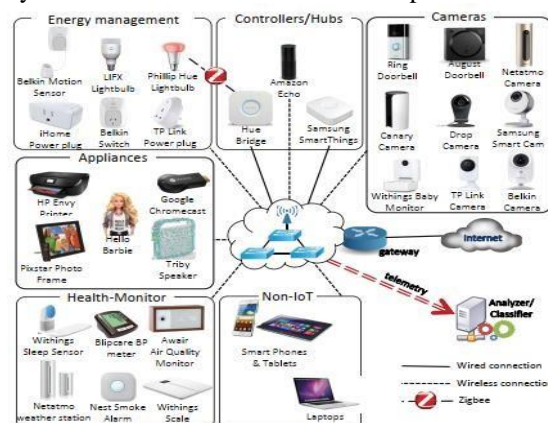 Energy management
Belkin Motion
Sensor
LIFX
Lightbulb
Phillip Hue
Lightbulb
iHome
Power plug
Belkin
Switch
TP Link
Power plug
Controllers/Hubs
Amazon
Echo
Hue
Bridge
Samsung
SmartThings
Cameras
Ring
Doorbell
August
Doorbell
Netatmo
Camera
Canary
Camera
Drop
Camera
Samsung
Smart Cam
Withings Baby
Monitor
TP Link
Camera
Belkin
Camera
Appliances
HP Envy
Printer
Google
Chromecast
Hello
Barbie
Pixstar Photo
Frame
Triby
Speaker
gateway
Internet
telemetry
Analyzer/
Classifier
Health-Monitor
Withings
Sleep Sensor
Blipcare BP
meter
Awair
Air Quality
Monitor
Netatmo
weather station
Nest Smoke
Alarm
Withings
Scale
Non-IoT
Smart Phones
& Tablets
Laptops
Wired connection
Wireless connectio
Z
Zigbee